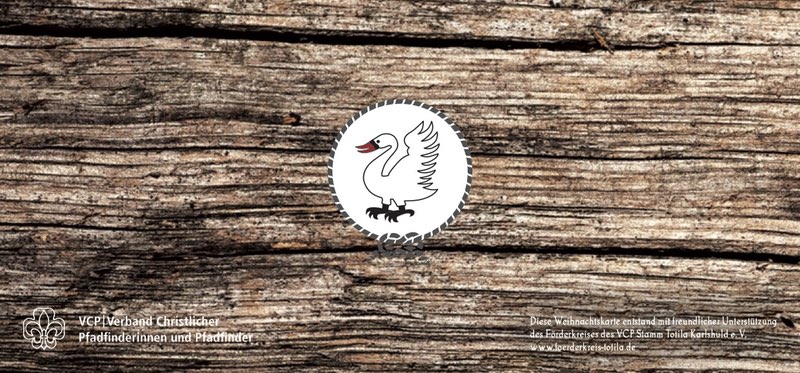 VCP|Verband Christlicher
Pfadfinderinnen und Pfadfinder
Diese Weihnachtskarte entstand mit freundlicher Unterstützung
des Förderkreises des VCP Stamm Totila Karlshuld e.V.
www.foerderkreis-totila.de